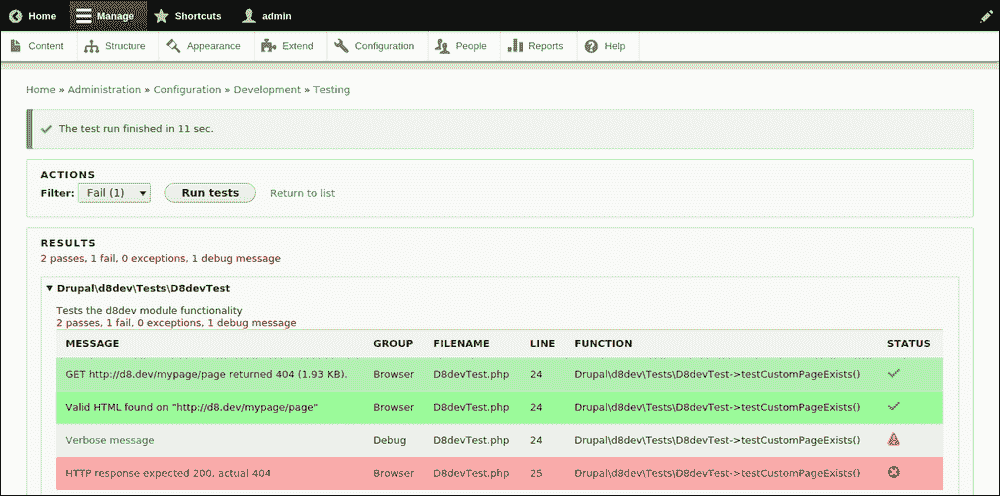 Home Manage Shortcuts admin
Content Structure Appearance Extend Configuration People Reports Help
Home » Administration » Configuration » Development » Testing
The test run finished in 11 sec.
ACTIONS
Filter: Fail (1) Run tests Return to list
RESULTS
2 passes, 1 fail, 0 exceptions, 1 debug message
Drupal\d8dev\Tests\D8devTest
Tests the d8dev module functionality
2 passes, 1 fail, 0 exceptions, 1 debug message
MESSAGE GROUP FILENAME LINE FUNCTION STATUS
GET http://d8.dev/mypage/page returned 404 (1.93 KB). Browser D8devTest.php 24 Drupal\d8dev\Tests\D8devTest->testCustomPageExists()
Valid HTML found on "http://d8.dev/mypage/page" Browser D8devTest.php 24 Drupal\d8dev\Tests\D8devTest->testCustomPageExists()
Verbose message Debug D8devTest.php 24 Drupal\d8dev\Tests\D8devTest->testCustomPageExists()
HTTP response expected 200, actual 404 Browser D8devTest.php 25 Drupal\d8dev\Tests\D8devTest->testCustomPageExists()